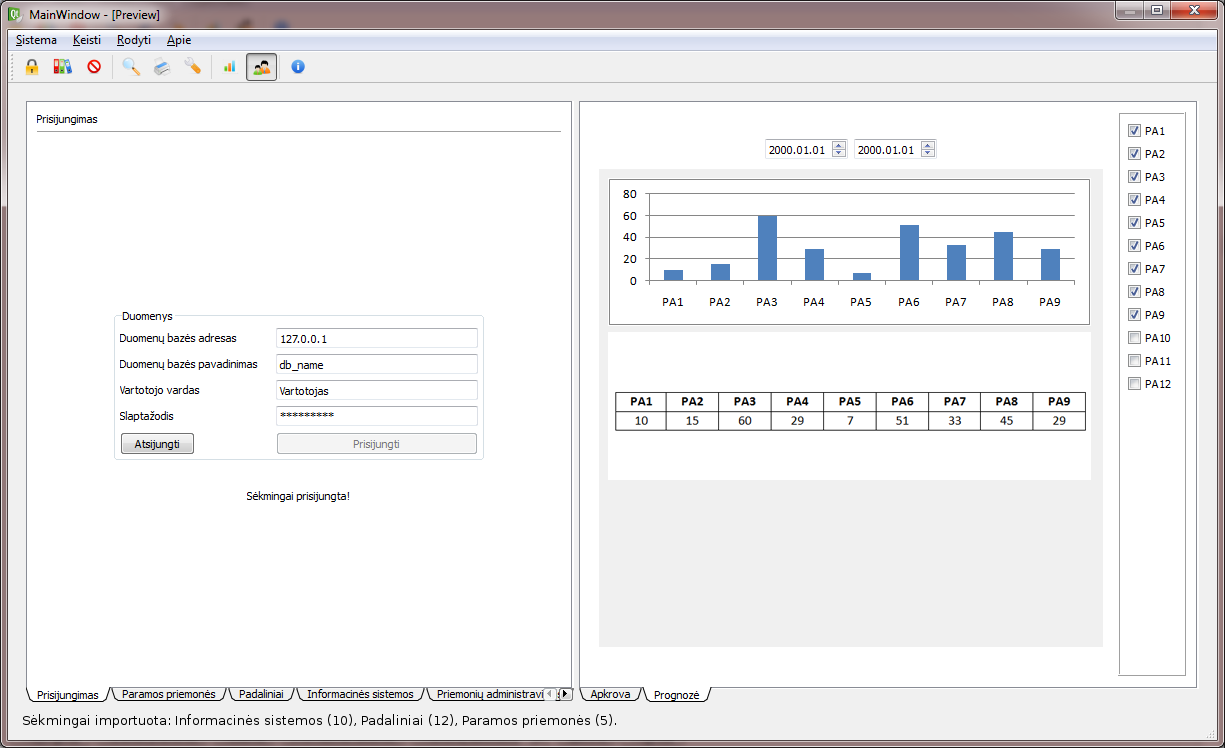 MainWindow - [Preview]
Sistema Keisti Rodyti Apie
Prisijungimas
Duomenys
Duomenų bazės adresas 127.0.0.1
Duomenų bazės pavadinimas db_name
Vartotojo vardas Vartotojas
Slaptažodis *********
Atsijungti Prisijungti
Sėkmingai prisijungta!
Prisijungimas Paramos priemonės Padaliniai Informacinės sistemos
2000.01.01 2000.01.01
80
60
40
20
0
PA1 PA2 PA3 PA4 PA5 PA6 PA7 PA8 PA9
PA1 PA2 PA3 PA4 PA5 PA6 PA7 PA8 PA9
10 15 60 29 7 51 33 45 29
PA1
PA2
PA3
PA4
PA5
PA6
PA7
PA8
PA9
PA10
PA11
PA12
Priemonių
Apkrova Prognozė
Sėkmingai importuota: Informacinės sistemos (10), Padaliniai (12), Paramos priemonės (5).